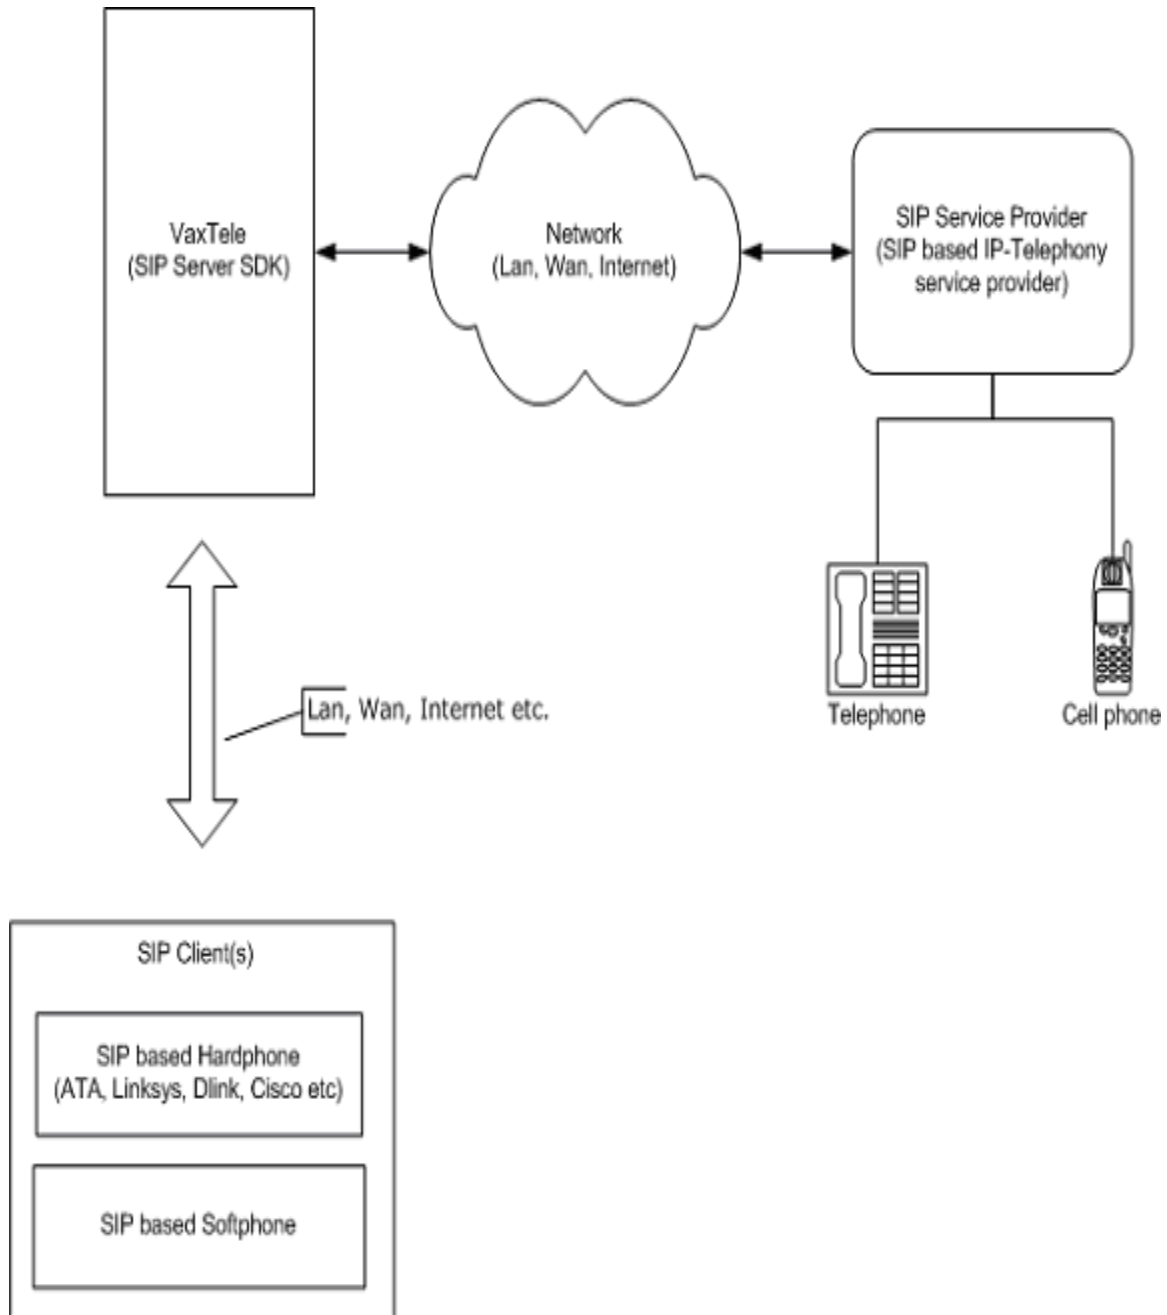 VaxTele
(SIP Server SDK)
Network
(Lan, Wan, Internet)
SIP Service Provider
(SIP based IP-Telephony
service provider)
Telephone
Cell phone
Lan, Wan, Internet etc.
SIP Client(s)
SIP based Hardphone
(ATA, Linksys, Dlink, Cisco etc)
SIP based Softphone